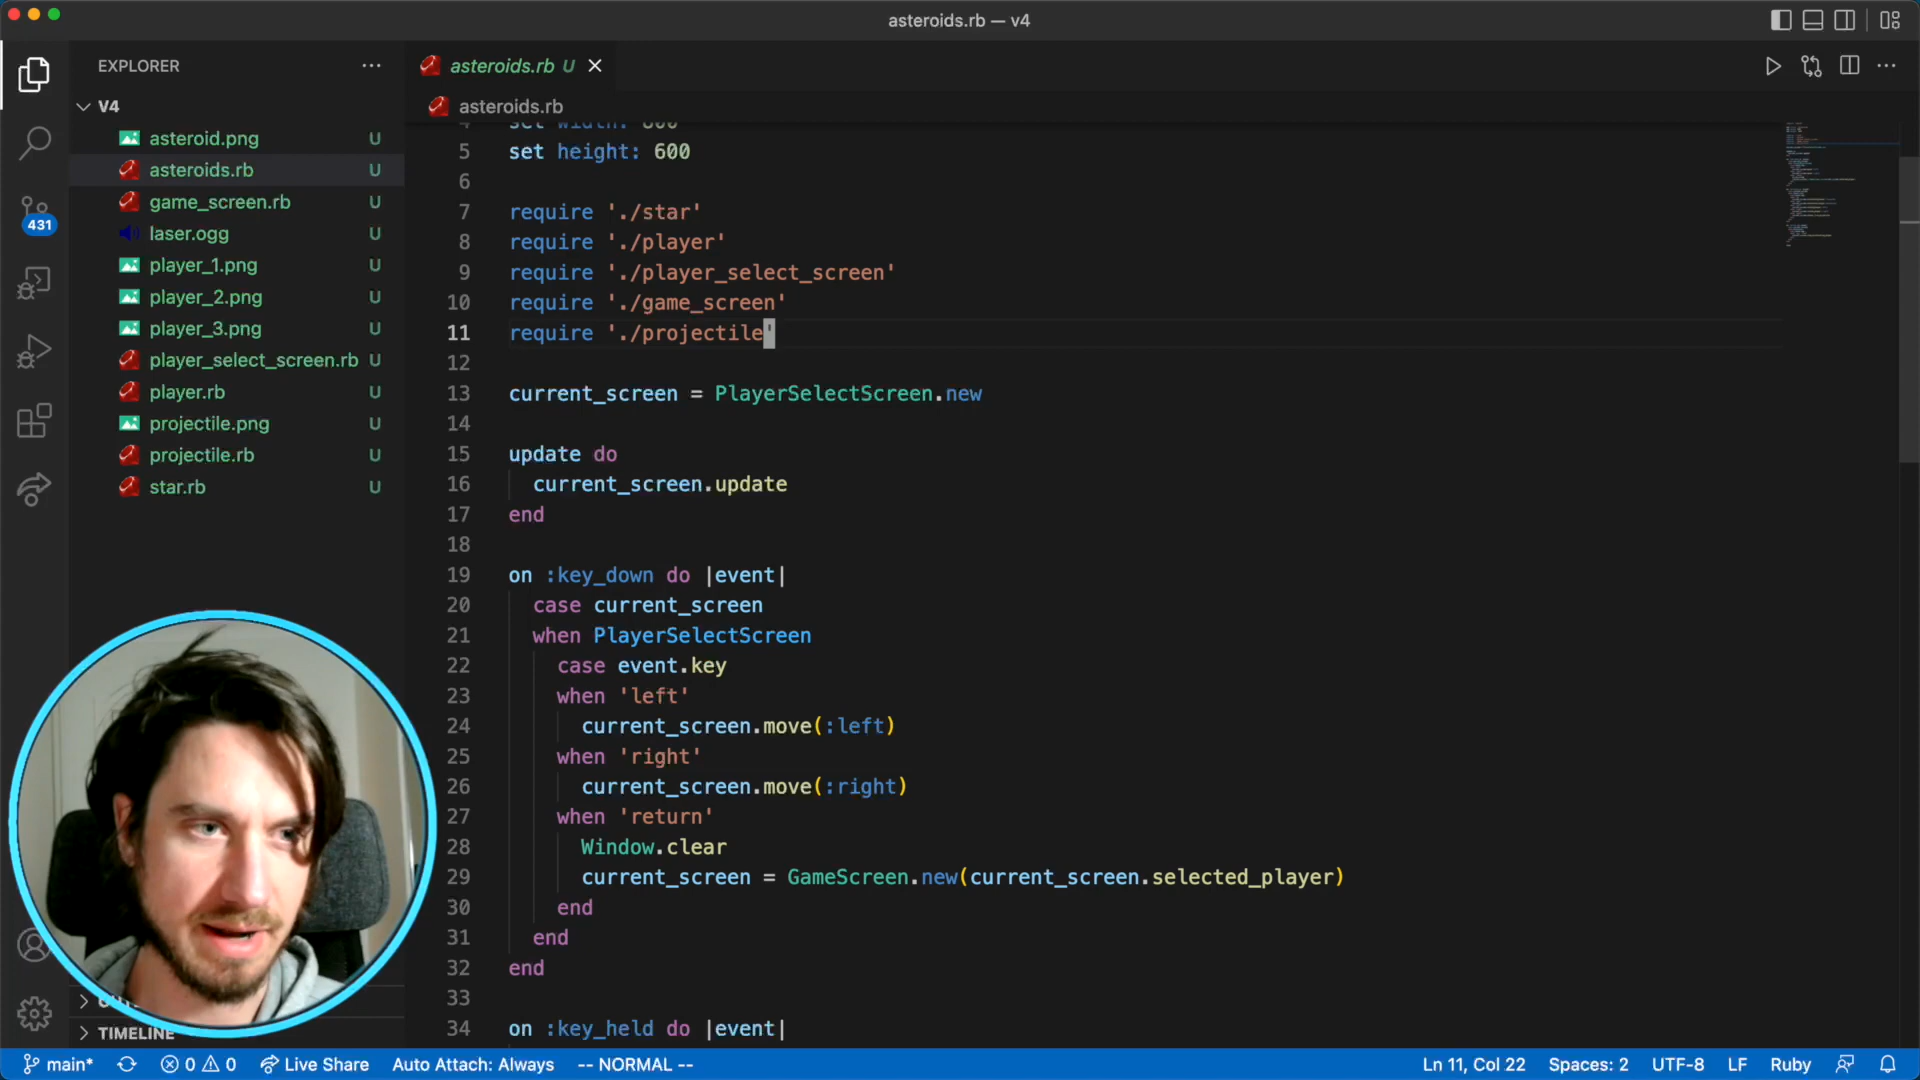 asteroids.rb — v4
EXPLORER
asteroids.rb U
V4
asteroids.rb
asteroid.png U
asteroids.rb U
game_screen.rb U
laser.ogg U
player_1.png U
player_2.png U
player_3.png U
player_select_screen.rb U
player.rb U
projectile.png U
projectile.rb U
star.rb U
431
TIMELINE
4 set width: 800
5 set height: 600
6
7 require './star'
8 require './player'
9 require './player_select_screen'
10 require './game_screen'
11 require './projectile'
12
13 current_screen = PlayerSelectScreen.new
14
15 update do
16 current_screen.update
17 end
18
19 on :key_down do |event|
20 case current_screen
21 when PlayerSelectScreen
22 case event.key
23 when 'left'
24 current_screen.move(:left)
25 when 'right'
26 current_screen.move(:right)
27 when 'return'
28 Window.clear
29 current_screen = GameScreen.new(current_screen.selected_player)
30 end
31 end
32 end
33
34 on :key_held do |event|
main* 0 0 Live Share Auto Attach: Always -- NORMAL -- Ln 11, Col 22 Spaces: 2 UTF-8 LF Ruby